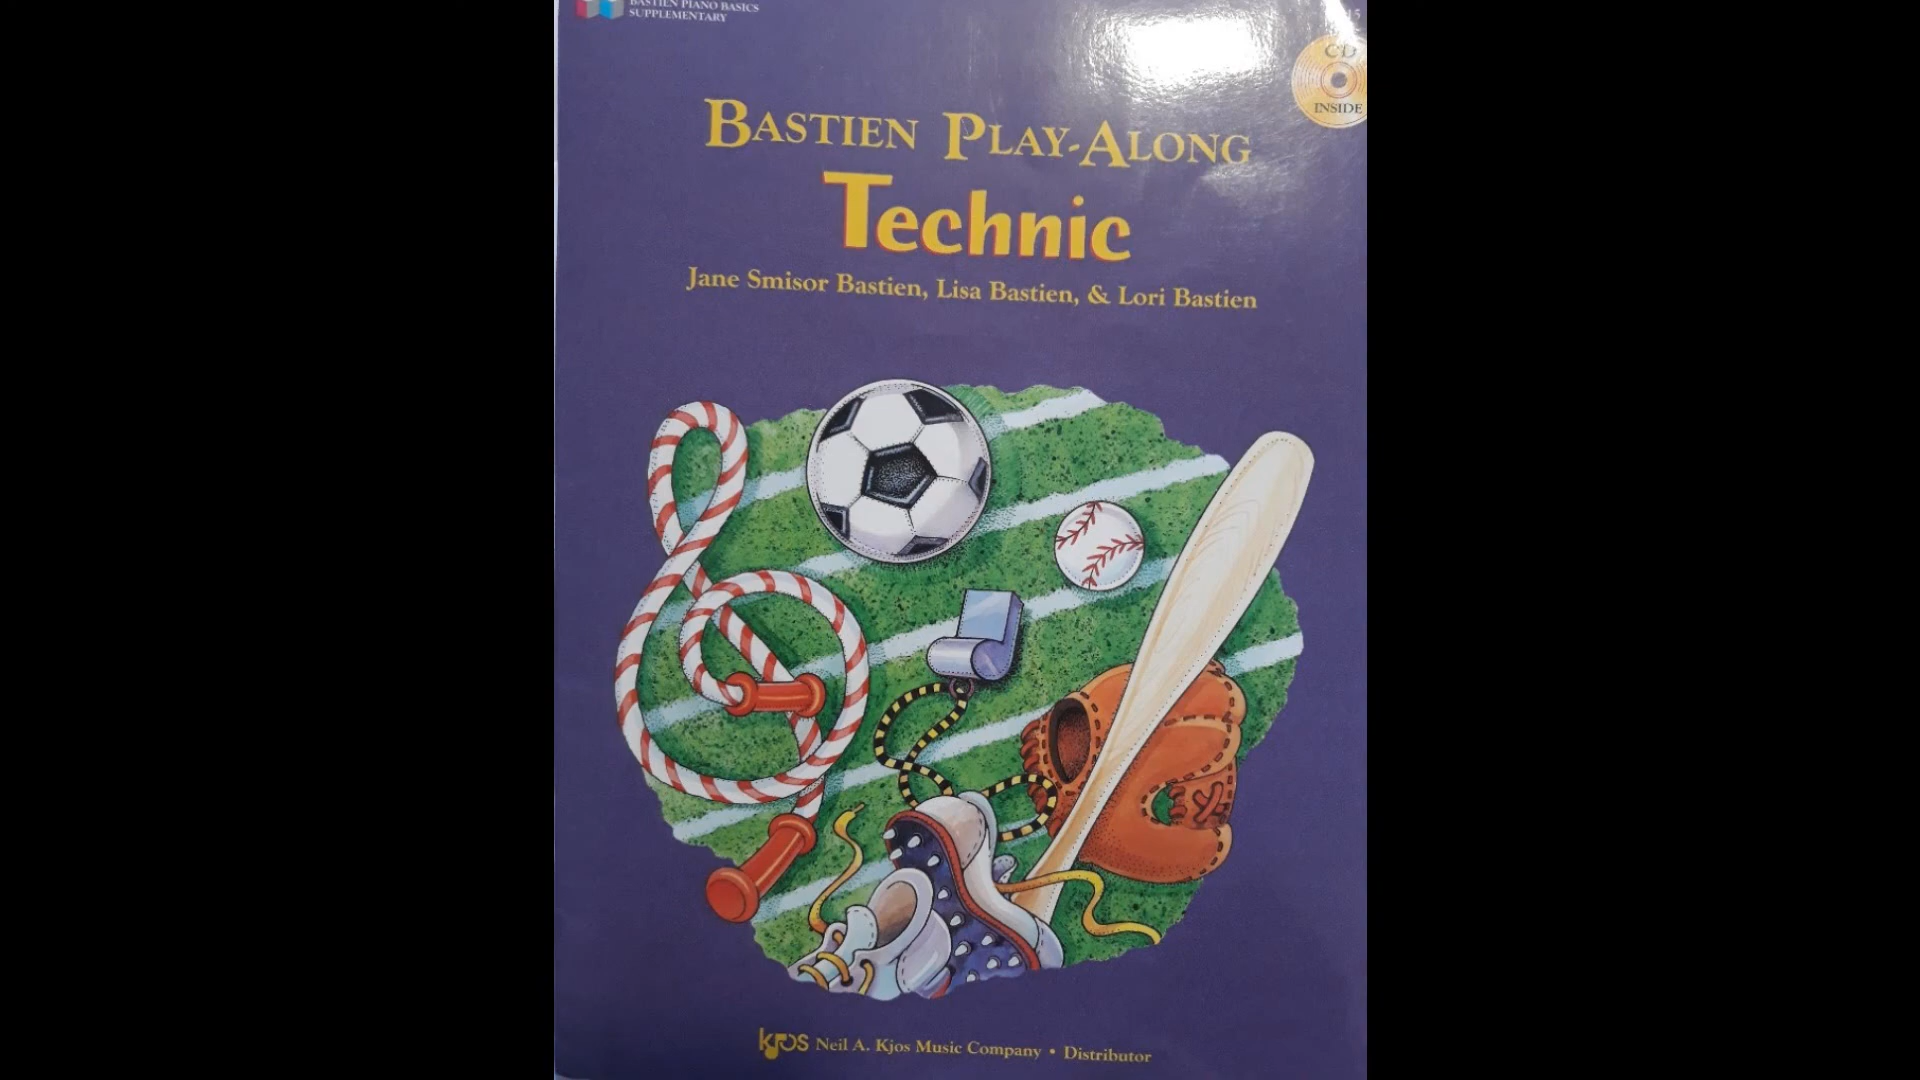 BASTIEN PIANO BASICS
SUPPLEMENTARY
CD
INSIDE
BASTIEN PLAY-ALONG
Technic
Jane Smisor Bastien, Lisa Bastien, & Lori Bastien
kjos Neil A. Kjos Music Company • Distributor